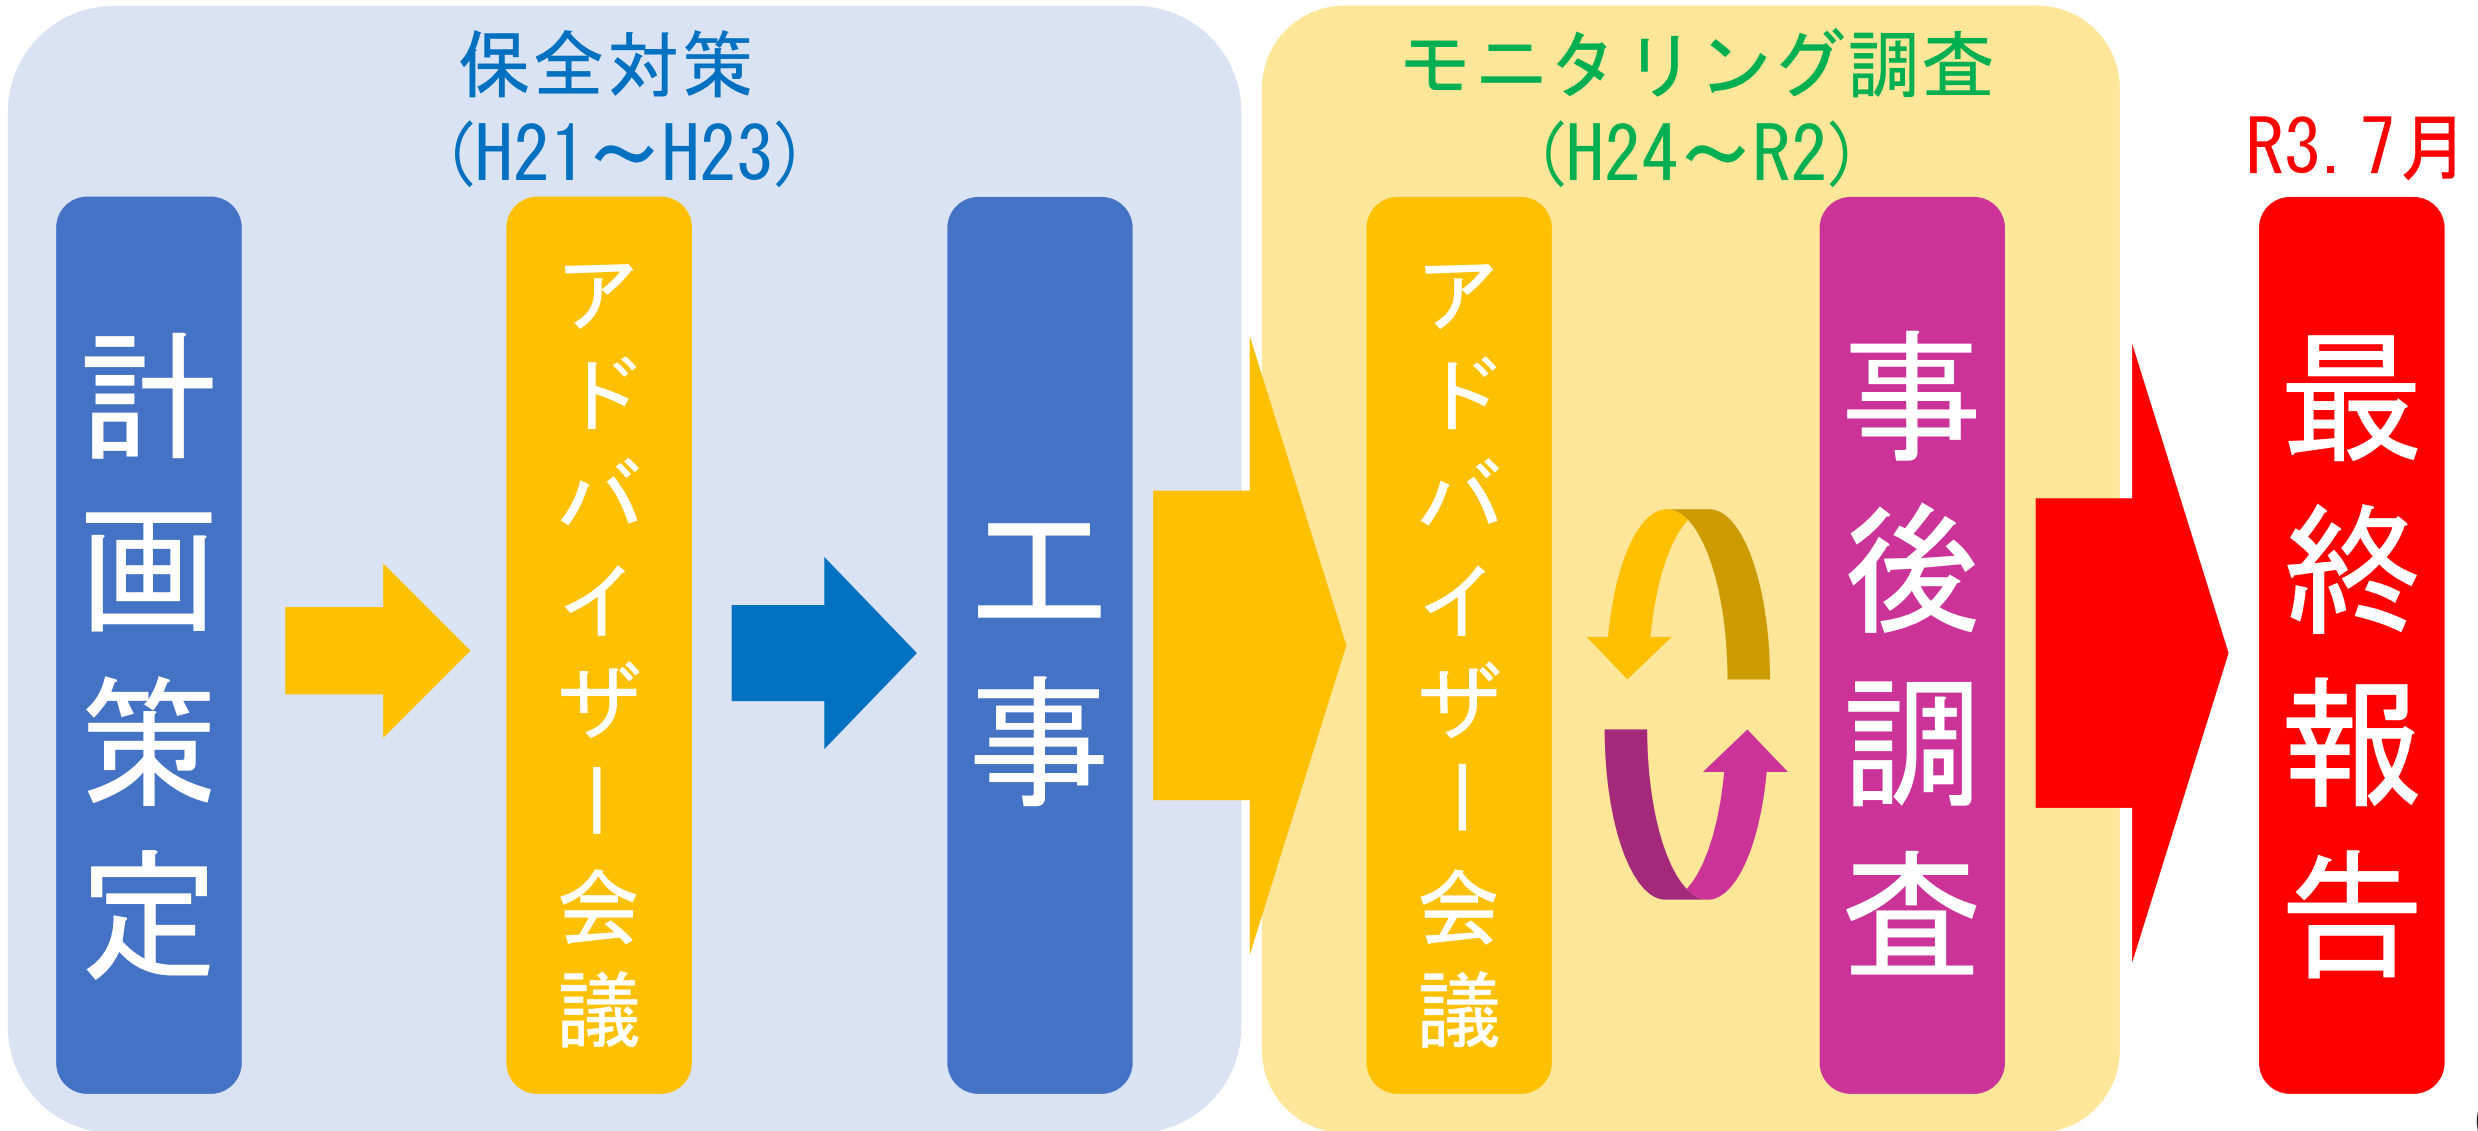 保全対策
(H21～H23)
計画策定
アドバイザー会議
工事
モニタリング調査
(H24～R2)
アドバイザー会議
事後調査
R3.7月
最終報告